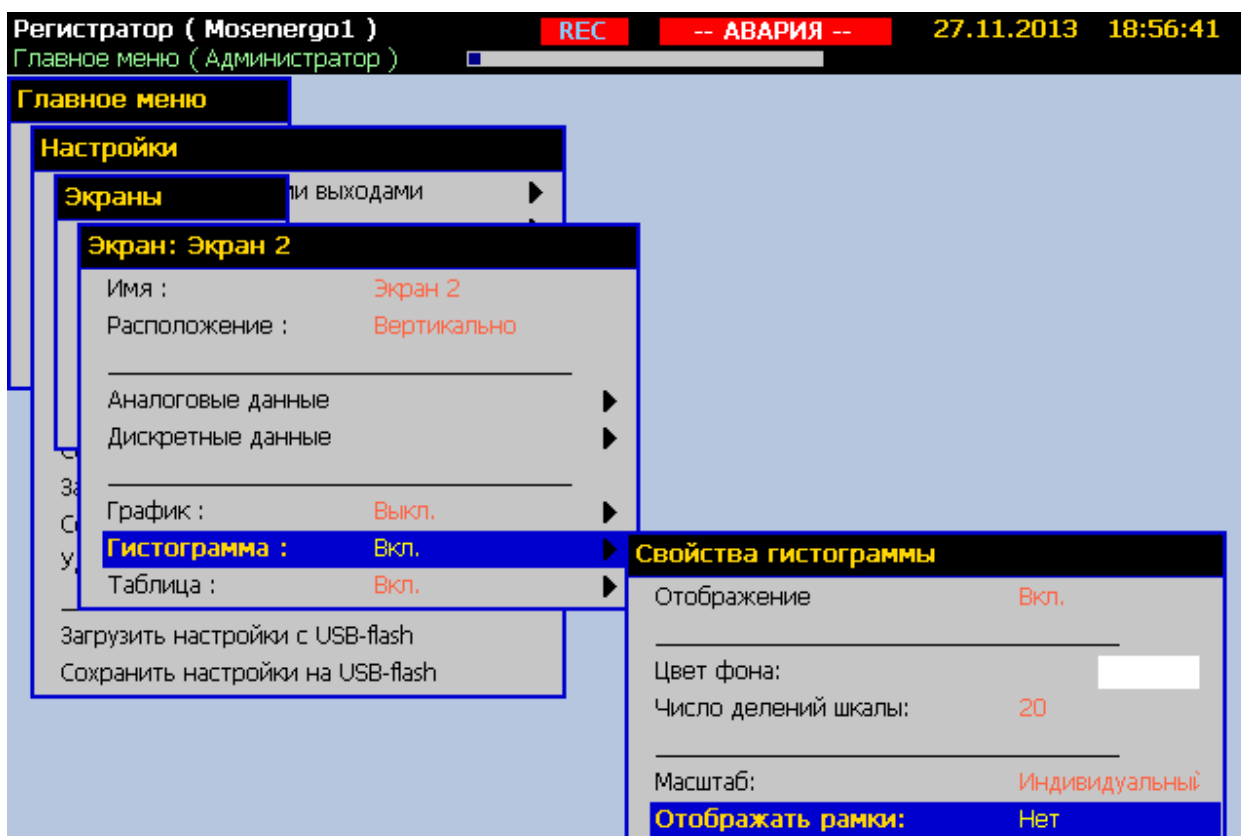 Регистратор ( Mosenergo1 ) REC -- АВАРИЯ -- 27.11.2013 18:56:41
Главное меню ( Администратор )
Главное меню
Настройки
выходами
Экраны
Экран: Экран 2
Имя : Экран 2
Расположение : Вертикально
Аналоговые данные
Дискретные данные
График : Выкл.
Гистограмма : Вкл.
Таблица : Вкл.
Загрузить настройки с USB-flash
Сохранить настройки на USB-flash
Свойства гистограммы
Отображение Вкл.
Цвет фона:
Число делений шкалы: 20
Масштаб: Индивидуальный
Отображать рамки: Нет